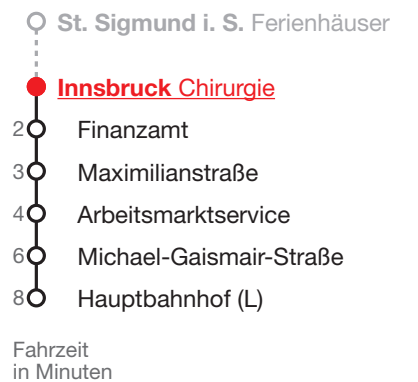 St. Sigmund i. S. Ferienhäuser
Innsbruck Chirurgie
2 Finanzamt
3 Maximilianstraße
4 Arbeitsmarktservice
6 Michael-Gaismair-Straße
8 Hauptbahnhof (L)
Fahrzeit
in Minuten